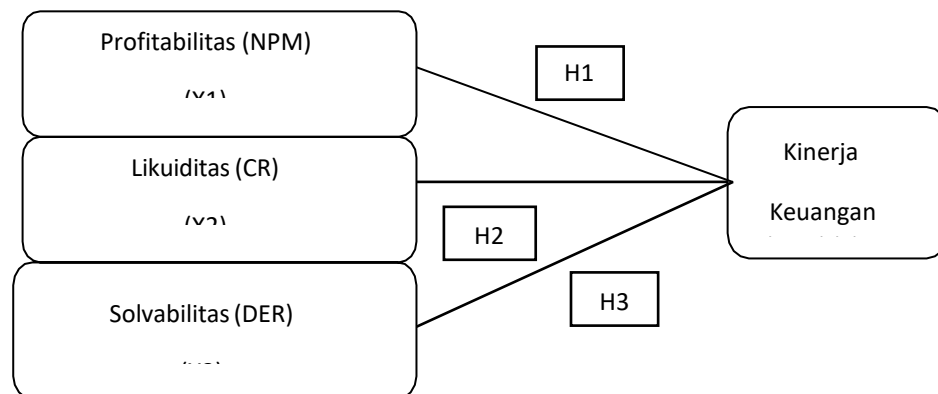 Profitabilitas (NPM)
H1
Likuiditas (CR)
Kinerja
Keuangan
H2
Solvabilitas (DER)
H3